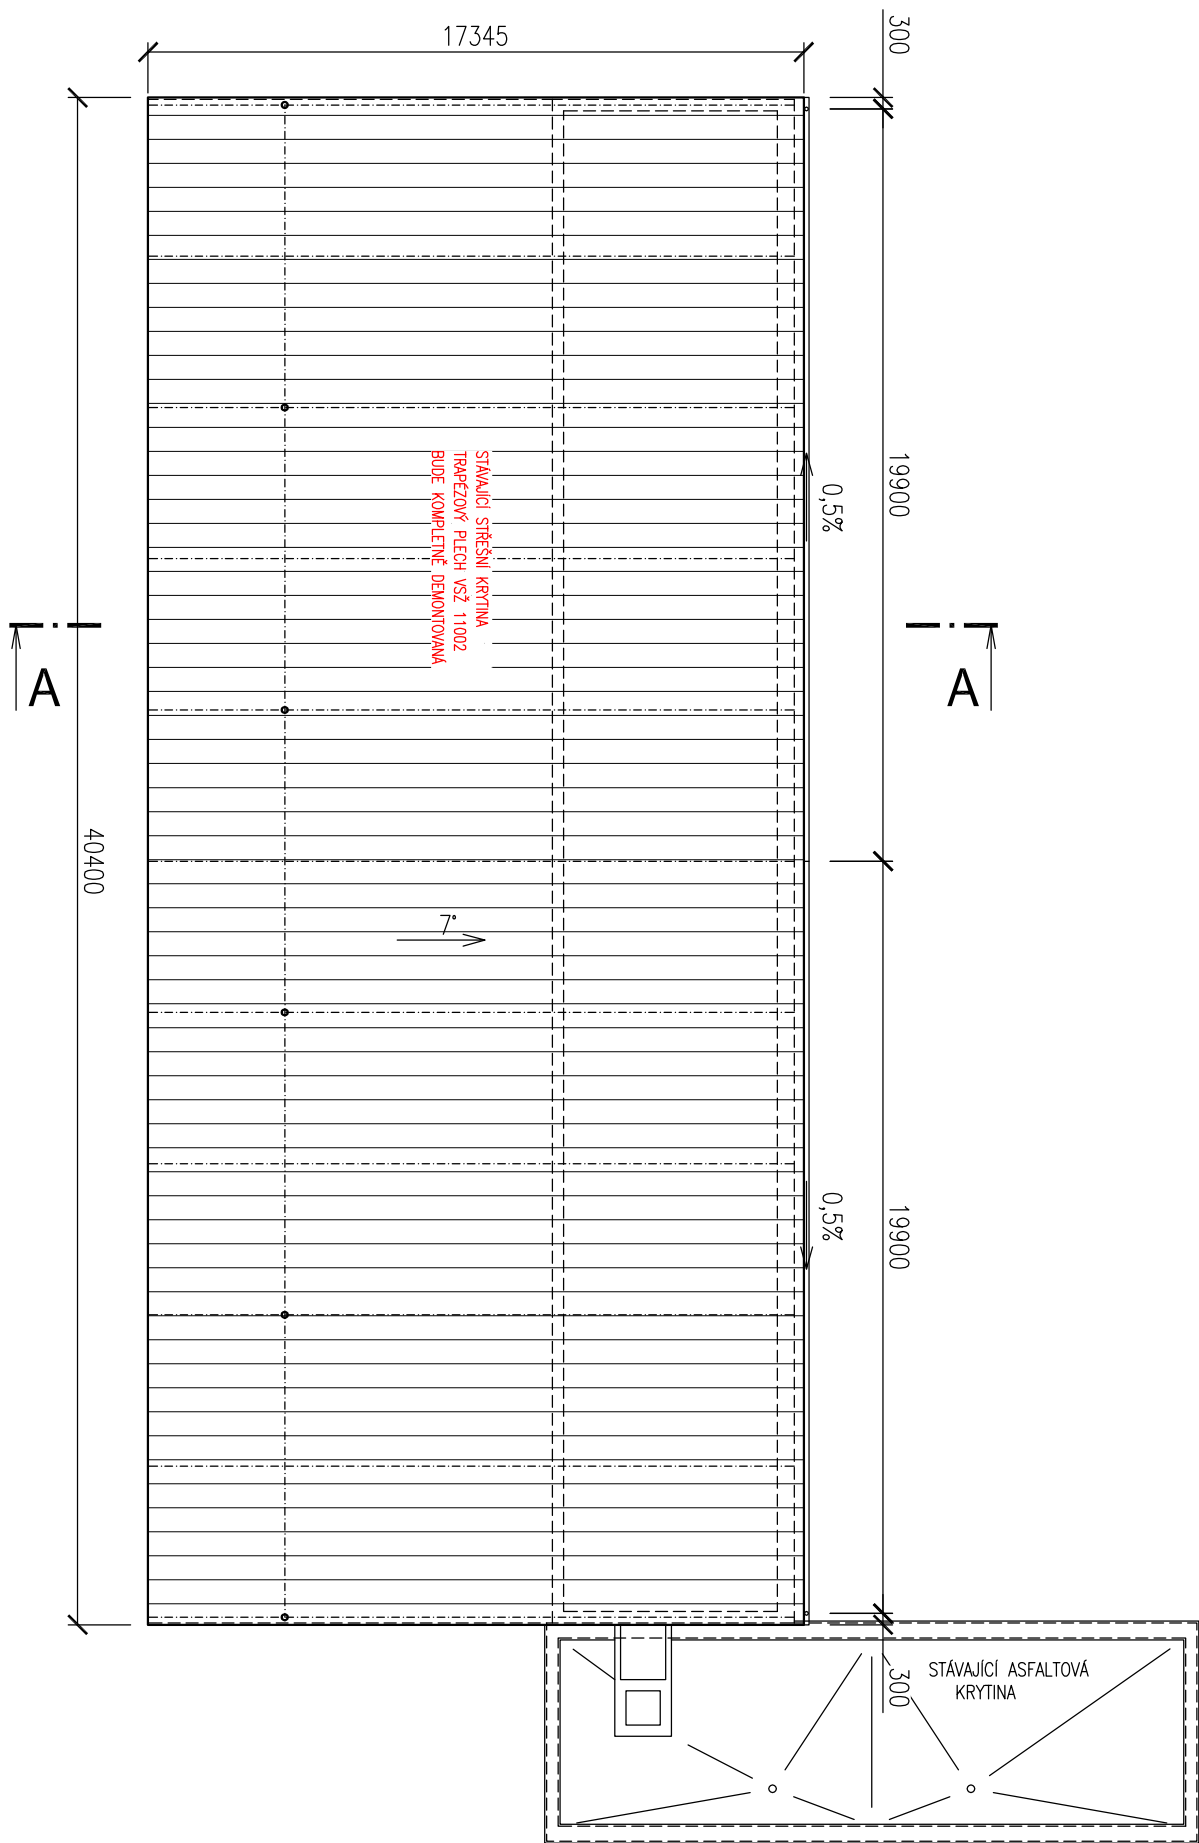 17345
300
19900
0,5%
STÁVAJÍCÍ STŘEŠNÍ KRYTINA
TRAPÉZOVÝ PLECH VSŽ 11002
BUDE KOMPLETNĚ DEMONTOVANÁ
A
A
40400
7°
0,5%
19900
300
STÁVAJÍCÍ ASFALTOVÁ
KRYTINA